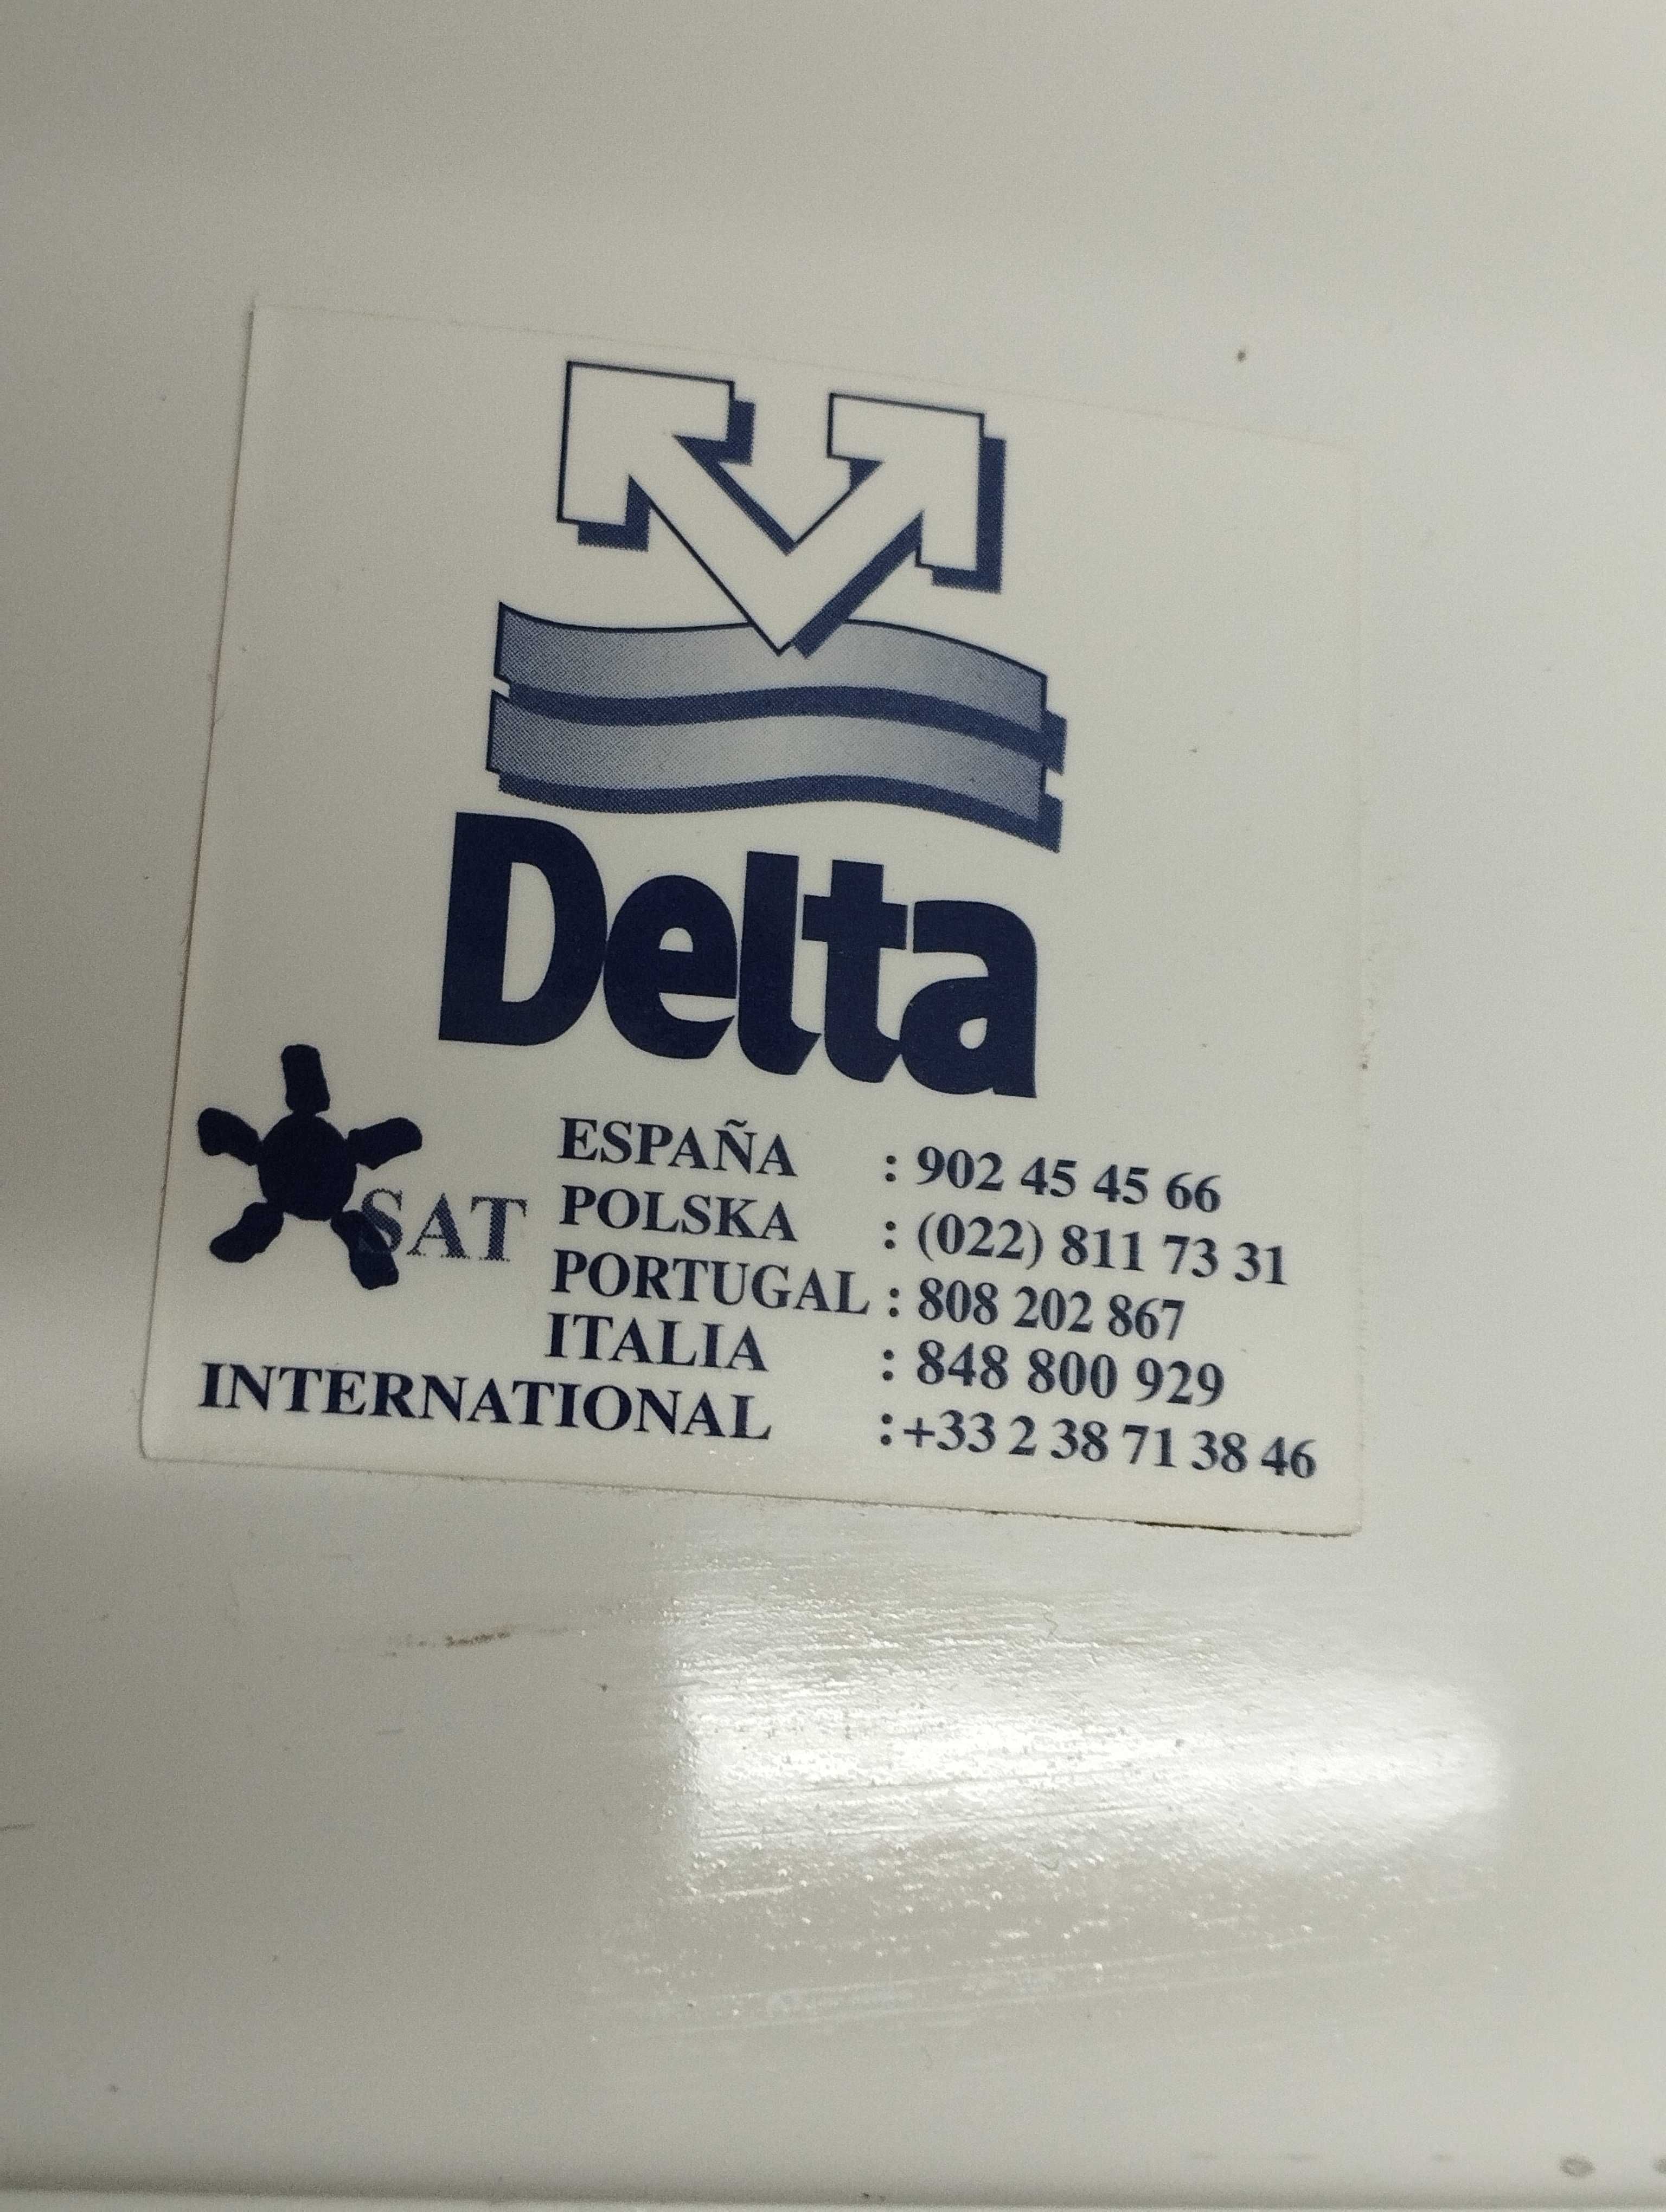 Delta
SAT
ESPAÑA : 902 45 45 66
POLSKA : (022) 811 73 31
PORTUGAL : 808 202 867
ITALIA : 848 800 929
INTERNATIONAL :+33 2 38 71 38 46